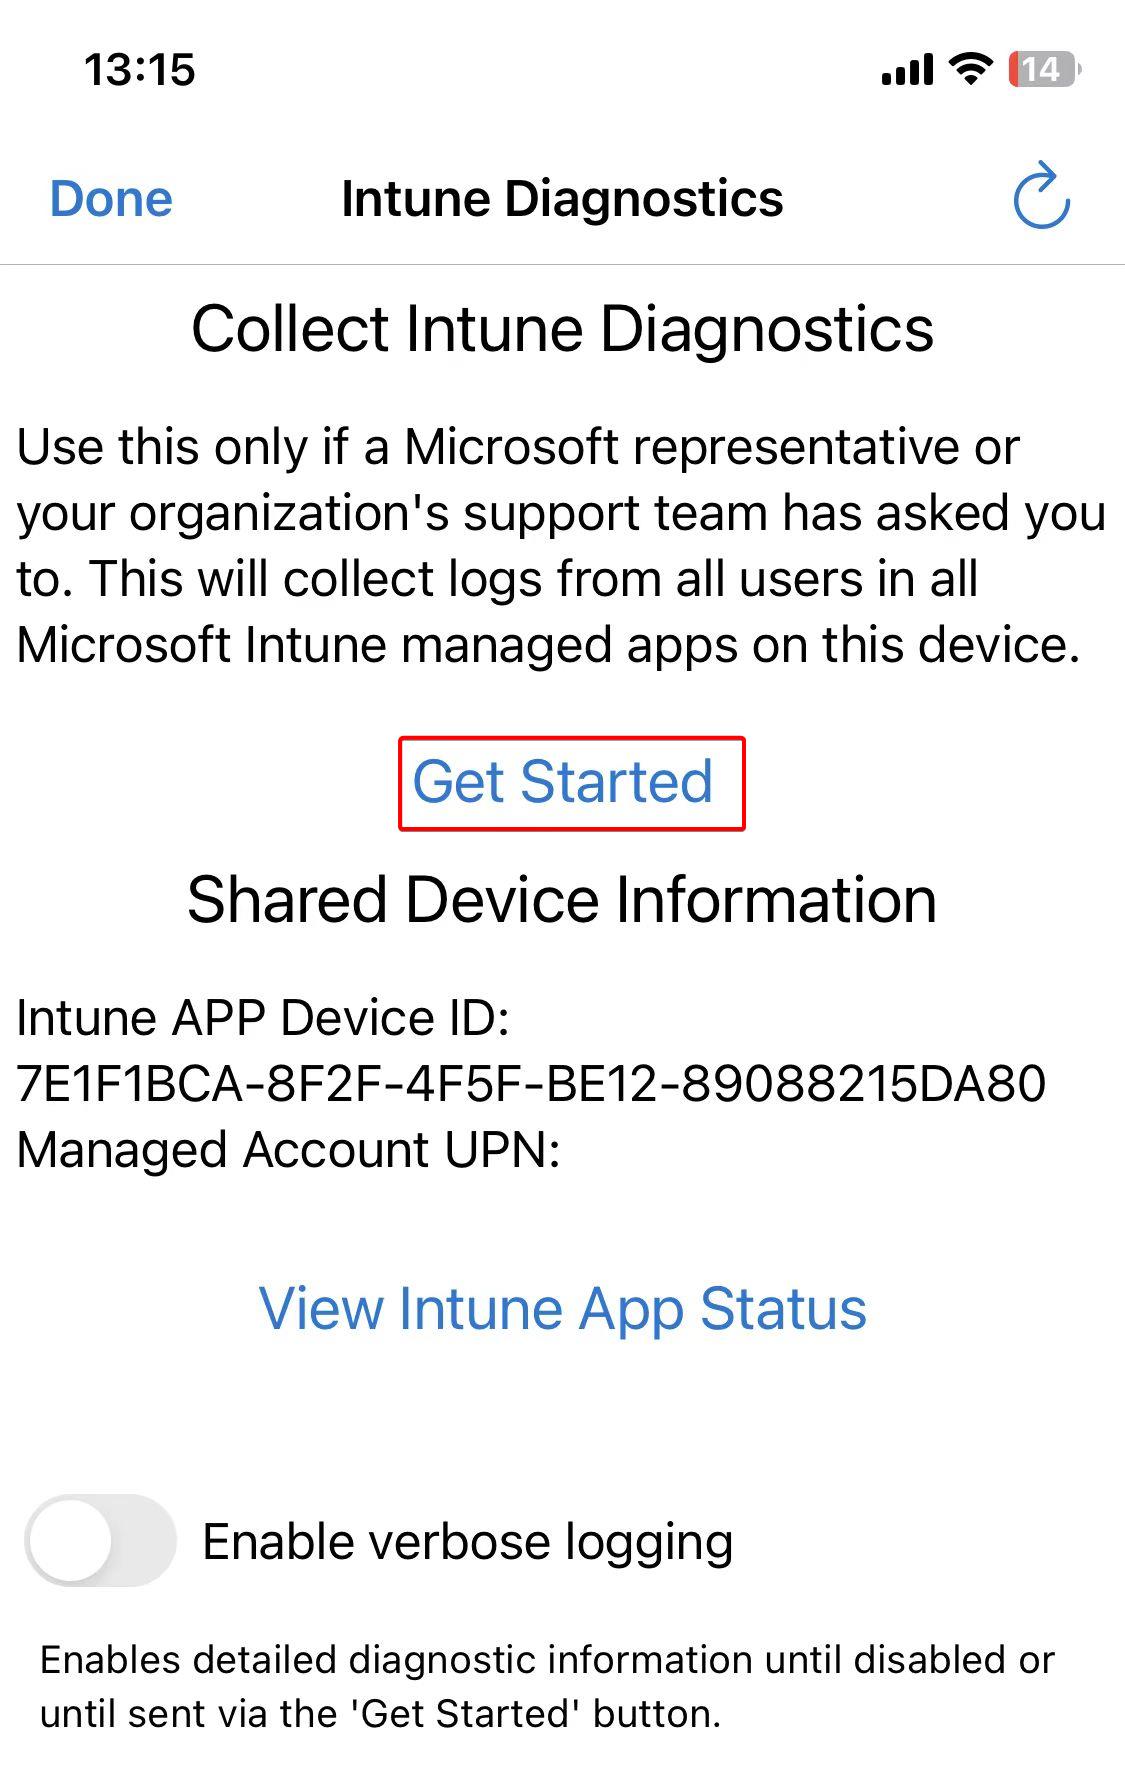 13:15
14
Done
Intune Diagnostics
Collect Intune Diagnostics
Use this only if a Microsoft representative or
your organization's support team has asked you
to. This will collect logs from all users in all
Microsoft Intune managed apps on this device.
Get Started
Shared Device Information
Intune APP Device ID:
7E1F1BCA-8F2F-4F5F-BE12-89088215DA80
Managed Account UPN:
View Intune App Status
Enable verbose logging
Enables detailed diagnostic information until disabled or
until sent via the 'Get Started' button.